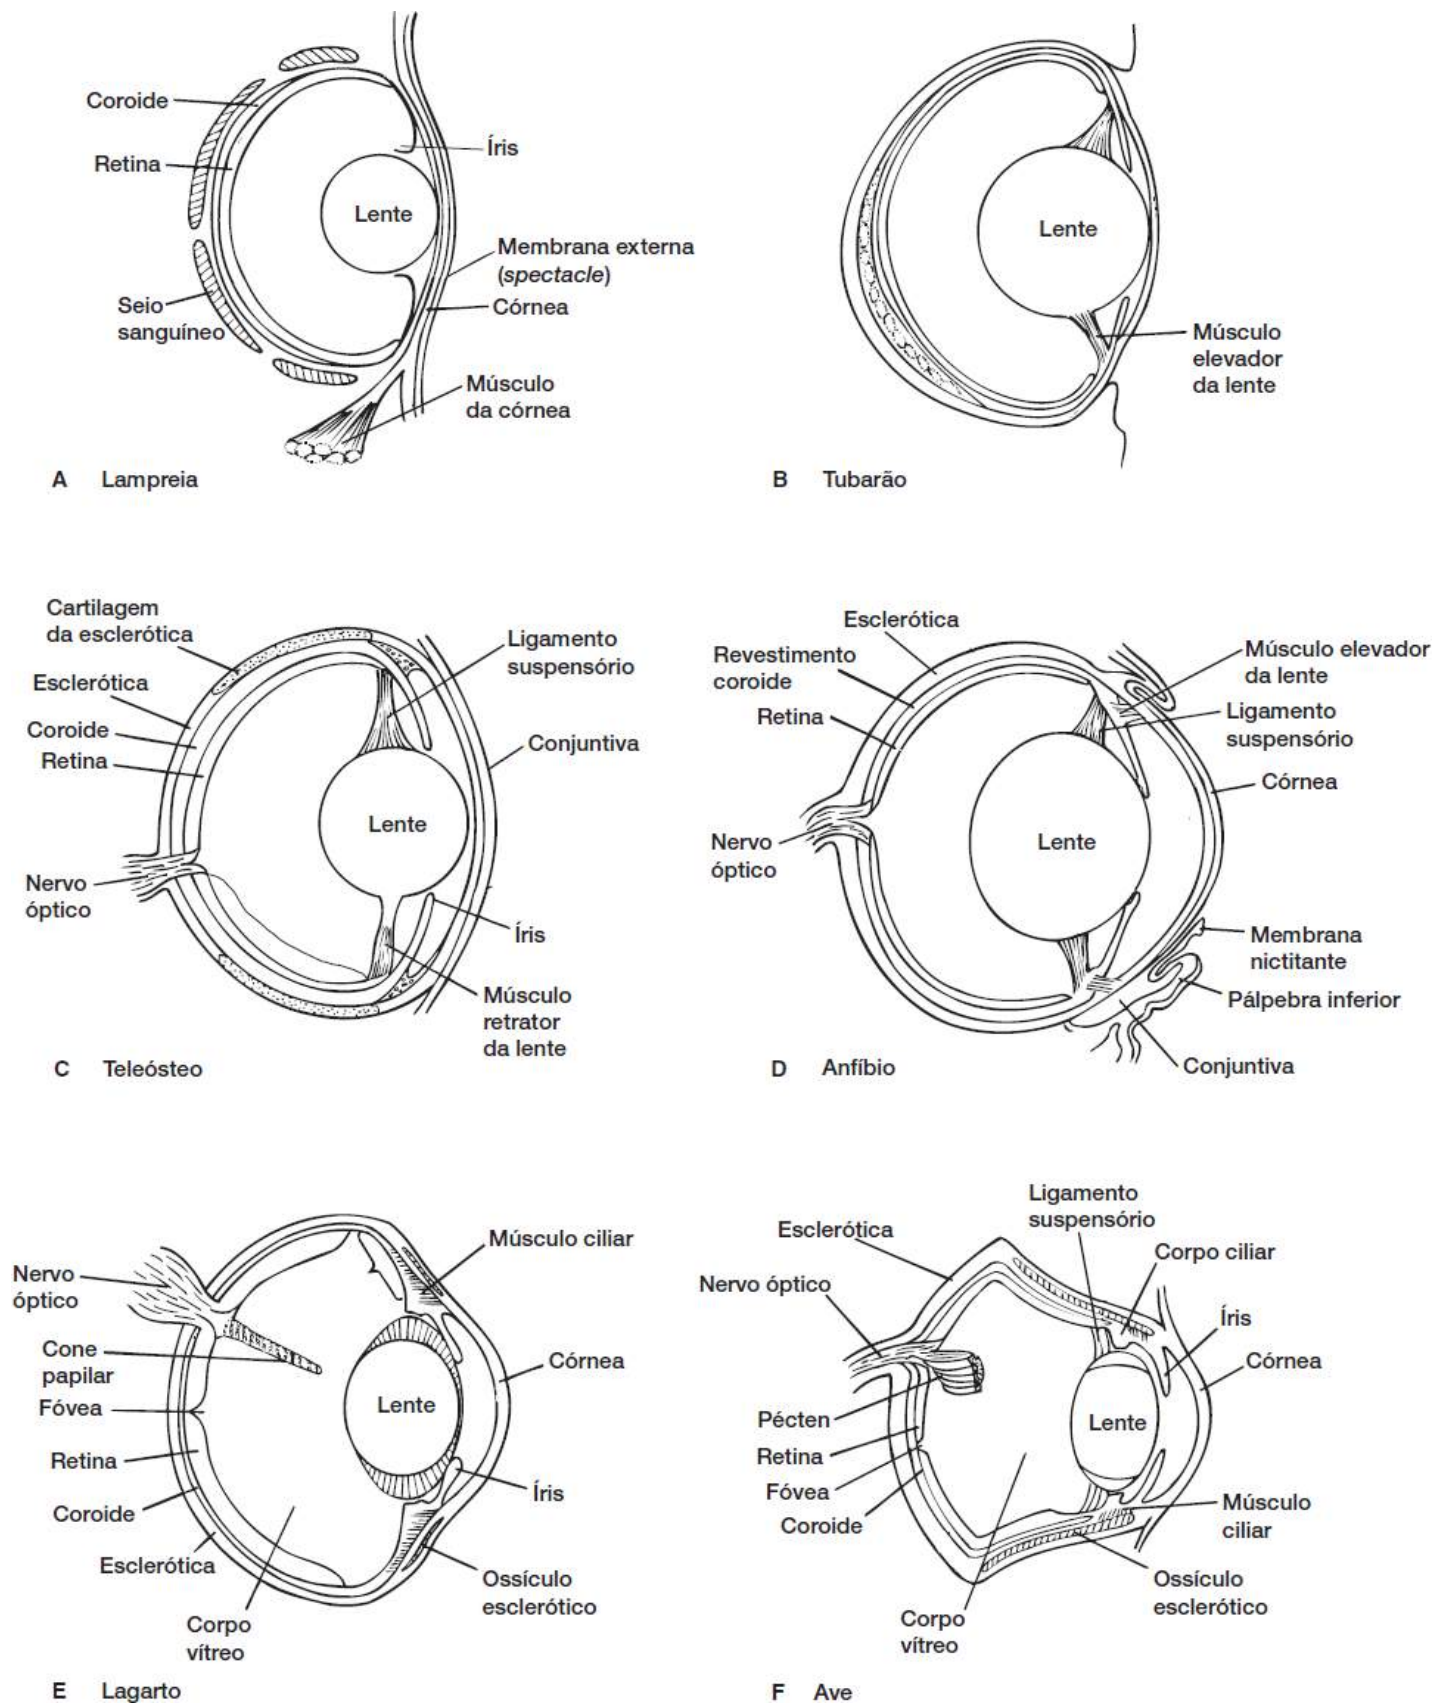 Coroide
Retina
Íris
Lente
Membrana externa
(spectacle)
Córnea
Seio
sanguíneo
Músculo
da córnea
A Lampreia
Lente
Músculo
elevador
da lente
B Tubarão
Cartilagem
da esclerótica
Esclerótica
Coroide
Retina
Ligamento
suspensório
Conjuntiva
Lente
Nervo
óptico
Íris
Músculo
retrator
da lente
C Teleósteo
Esclerótica
Revestimento
coroide
Retina
Músculo elevador
da lente
Ligamento
suspensório
Córnea
Lente
Nervo
óptico
Membrana
nictitante
Pálpebra inferior
Conjuntiva
D Anfíbio
Músculo ciliar
Nervo
óptico
Cone
papilar
Fóvea
Córnea
Lente
Retina
Íris
Coroide
Esclerótica
Ossículo
esclerótico
Corpo
vítreo
E Lagarto
Ligamento
suspensório
Esclerótica
Corpo ciliar
Nervo óptico
Íris
Córnea
Pécten
Lente
Retina
Fóvea
Coroide
Músculo
ciliar
Ossículo
esclerótico
Corpo
vítreo
F Ave